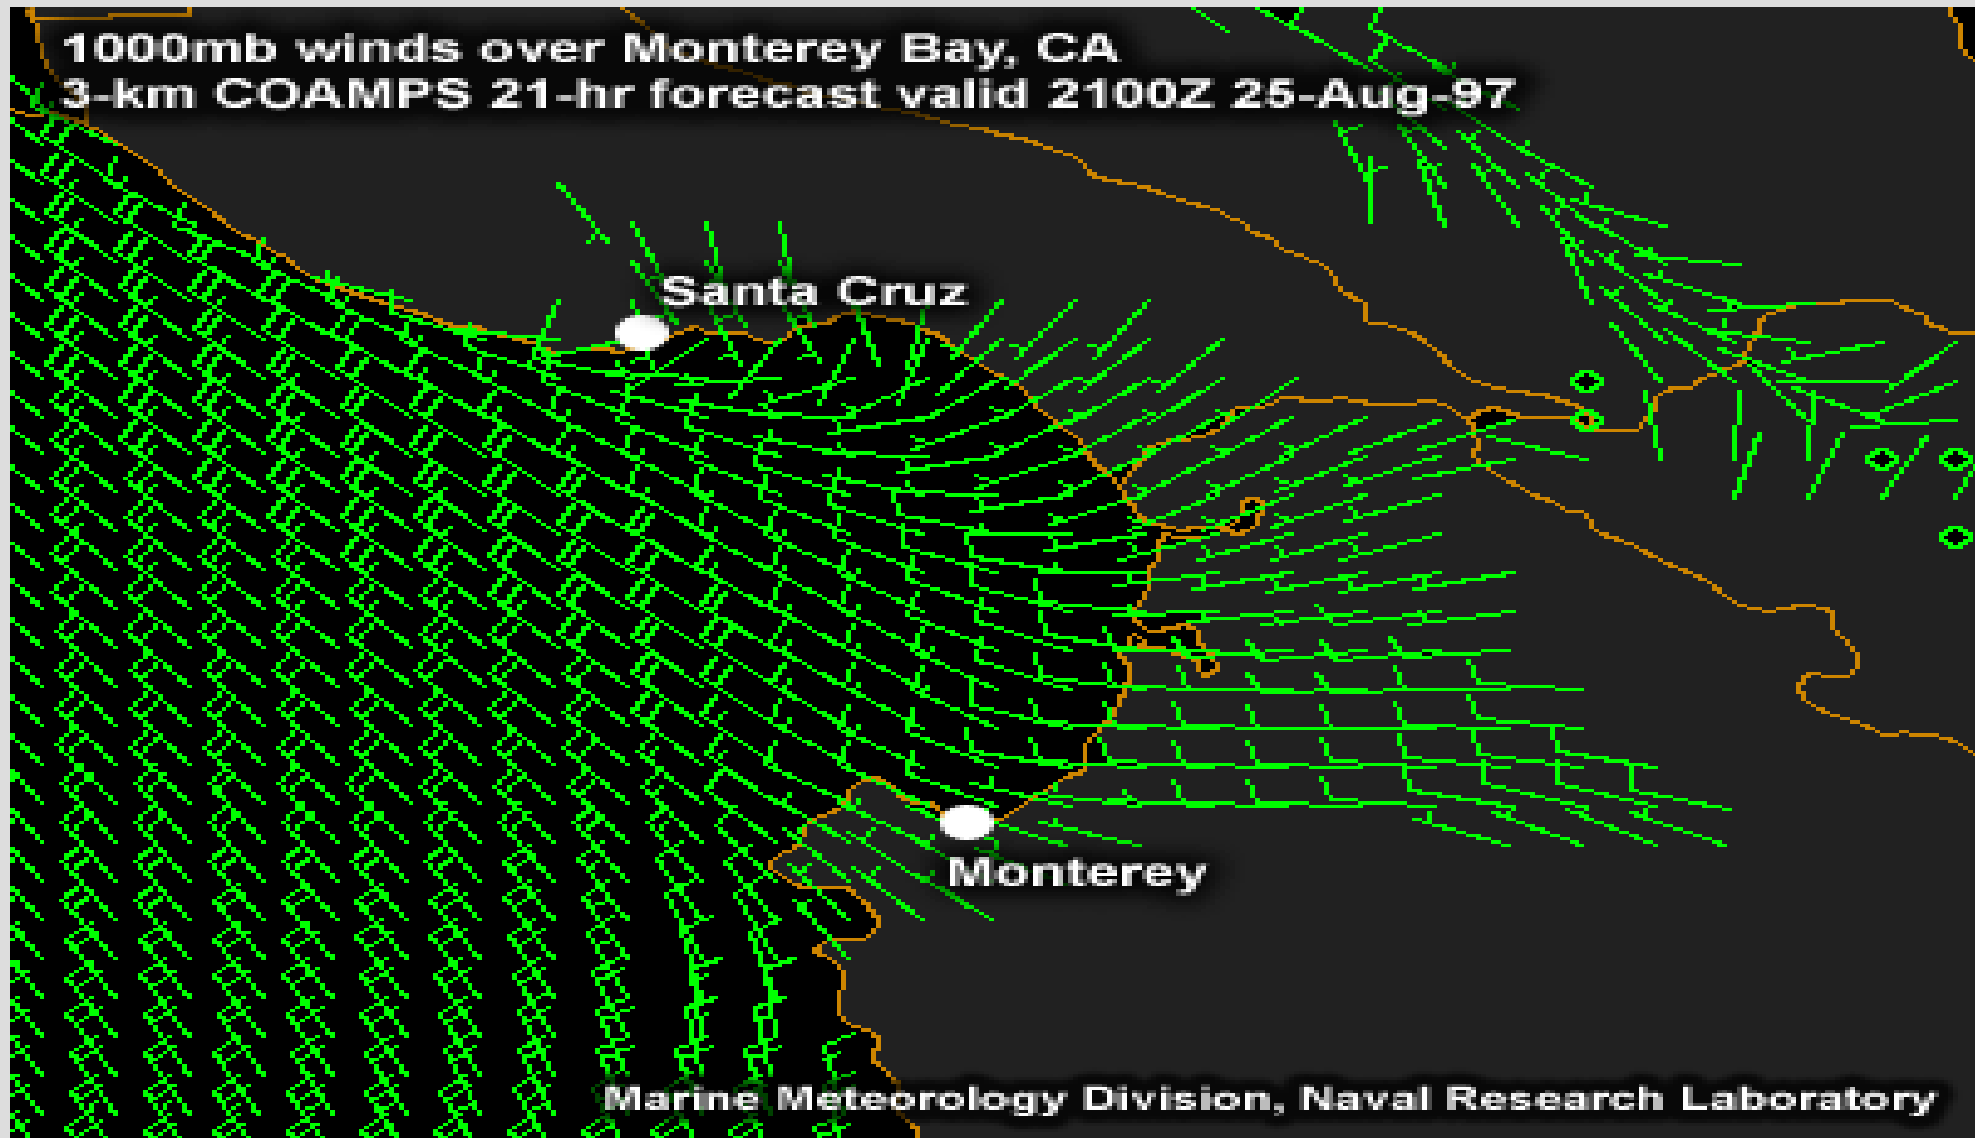 1000mb winds over Monterey Bay, CA
3-km COAMPS 21-hr forecast valid 2100Z 25-Aug-97
Santa Cruz
Monterey
Marine Meteorology Division, Naval Research Laboratory